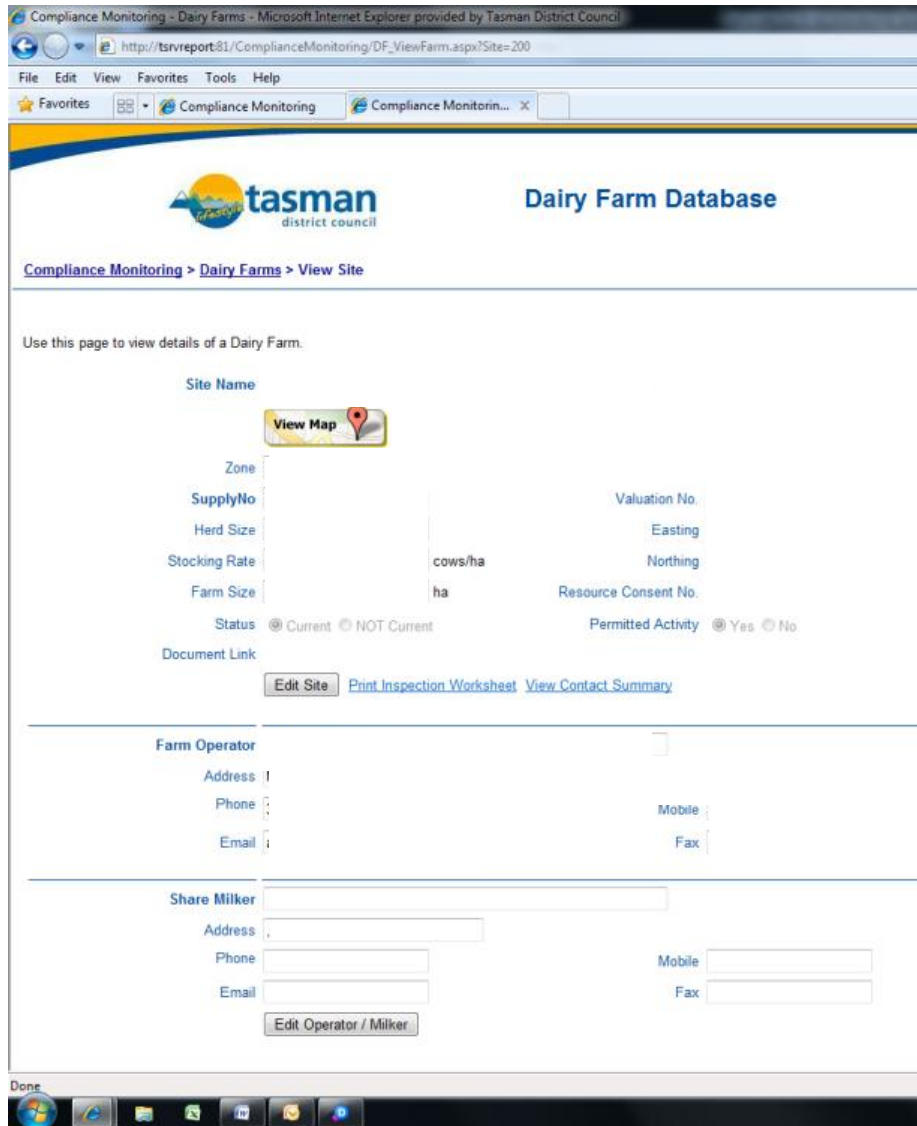 Compliance Monitoring - Dairy Farms - Microsoft Internet Explorer provided by Tasman District Council
http://tsrvreport:81/ComplianceMonitoring/DF_ViewFarm.aspx?Site=200
File Edit View Favorites Tools Help
Favorites Compliance Monitoring Compliance Monitorin... X
lifestyle tasman
district council
Dairy Farm Database
Compliance Monitoring > Dairy Farms > View Site
Use this page to view details of a Dairy Farm.
Site Name
View Map
Zone
SupplyNo Valuation No.
Herd Size Easting
Stocking Rate cows/ha Northing
Farm Size ha Resource Consent No.
Status Current NOT Current Permitted Activity Yes No
Document Link
Edit Site Print Inspection Worksheet View Contact Summary
Farm Operator
Address
Phone Mobile
Email Fax
Share Milker
Address ,
Phone Mobile
Email Fax
Edit Operator / Milker
Done